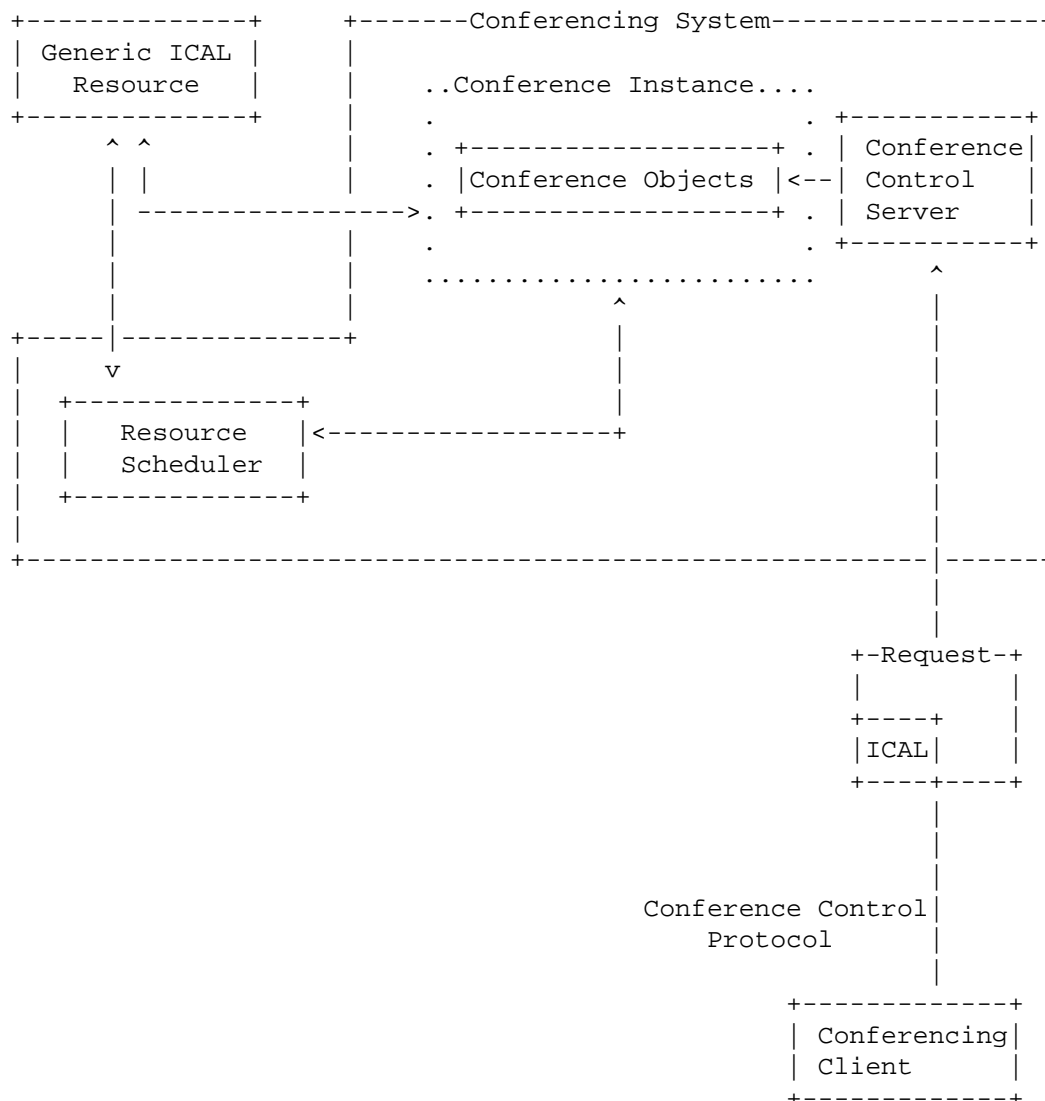 Conferencing System
Generic ICAL
Resource
Conference Instance
Conference
Conference Objects
Control
Server
Resource
Scheduler
Request
ICAL
Conference Control
Protocol
Conferencing
Client